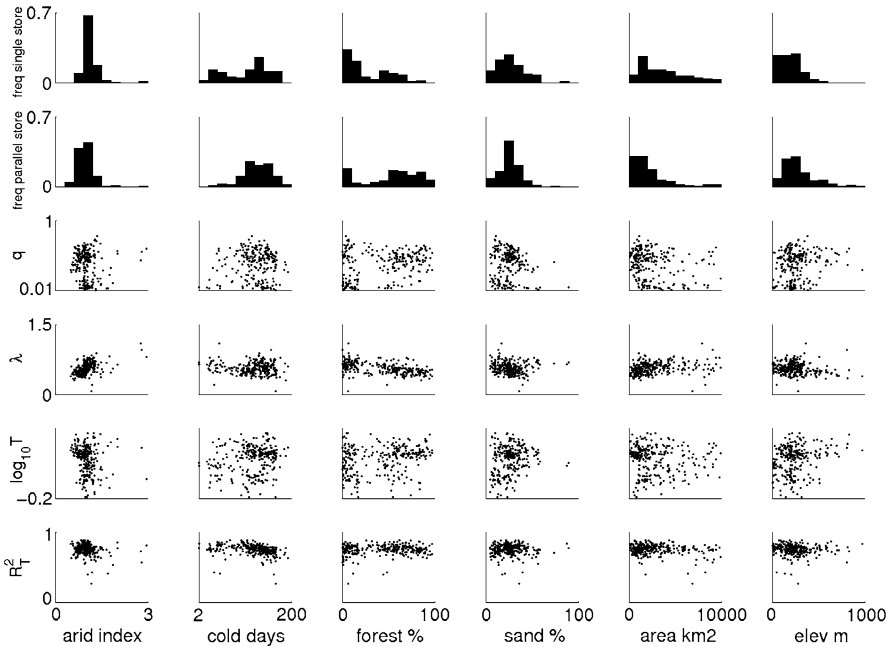 freq single store
0.7
0
freq parallel store
0.7
0
q
1
0.01
λ
1.5
0
log10T
−0.2
R²T
1
0
0 3 2 200 0 100 0 100 0 10000 0 1000
arid index cold days forest % sand % area km2 elev m